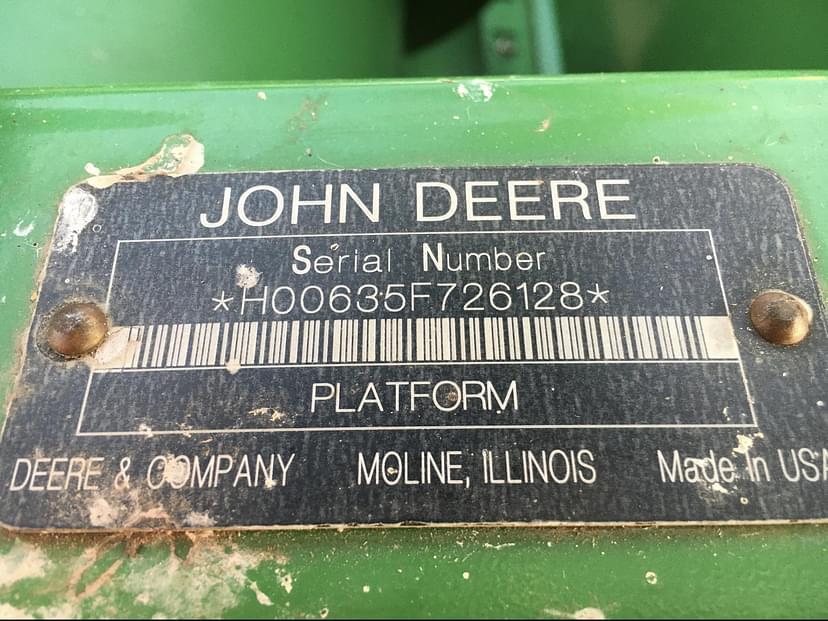 JOHN DEERE
Serial Number
*H00635F726128*
PLATFORM
DEERE & COMPANY MOLINE, ILLINOIS Made in USA